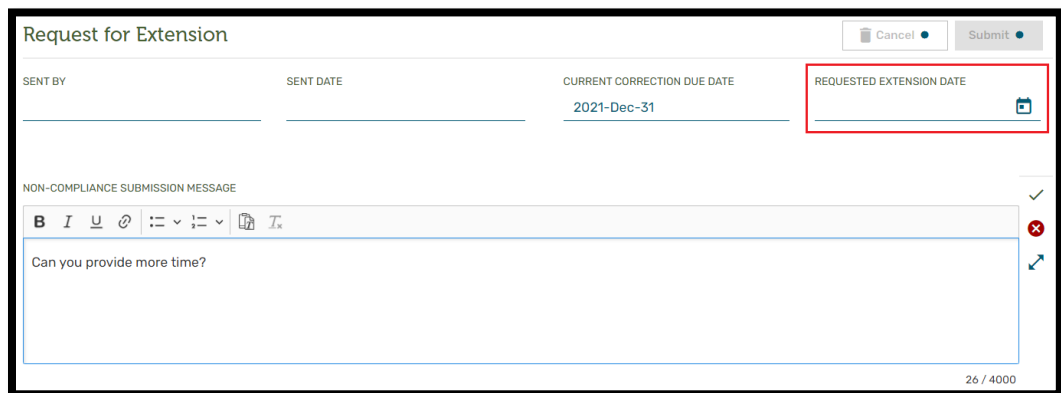 Request for Extension
Cancel
Submit
SENT BY
SENT DATE
CURRENT CORRECTION DUE DATE
REQUESTED EXTENSION DATE
2021-Dec-31
NON-COMPLIANCE SUBMISSION MESSAGE
Can you provide more time?
26 / 4000